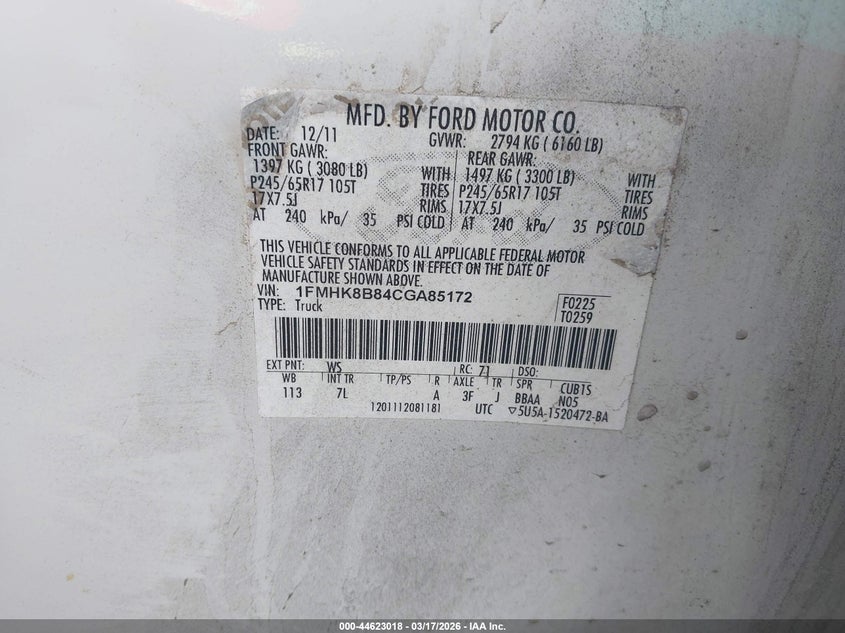 MFD. BY FORD MOTOR CO.
DATE: 12/11 GVWR: 2794 KG ( 6160 LB)
FRONT GAWR: REAR GAWR:
1397 KG ( 3080 LB) WITH 1497 KG ( 3300 LB) WITH
P245/65R17 105T TIRES P245/65R17 105T TIRES
17X7.5J RIMS 17X7.5J RIMS
AT 240 kPa/ 35 PSI COLD AT 240 kPa/ 35 PSI COLD
THIS VEHICLE CONFORMS TO ALL APPLICABLE FEDERAL MOTOR
VEHICLE SAFETY STANDARDS IN EFFECT ON THE DATE OF
MANUFACTURE SHOWN ABOVE.
VIN: 1FMHK8B84CGA85172 F0225
TYPE: Truck T0259
EXT PNT: WS RC: 71 DSO:
WB INT TR TP/PS R AXLE TR SPR CUB15
113 7L A 3F J BBAA N05
1201112081181 UTC ▽5U5A-1520472-BA
000-44623018 - 03/17/2026 - IAA Inc.